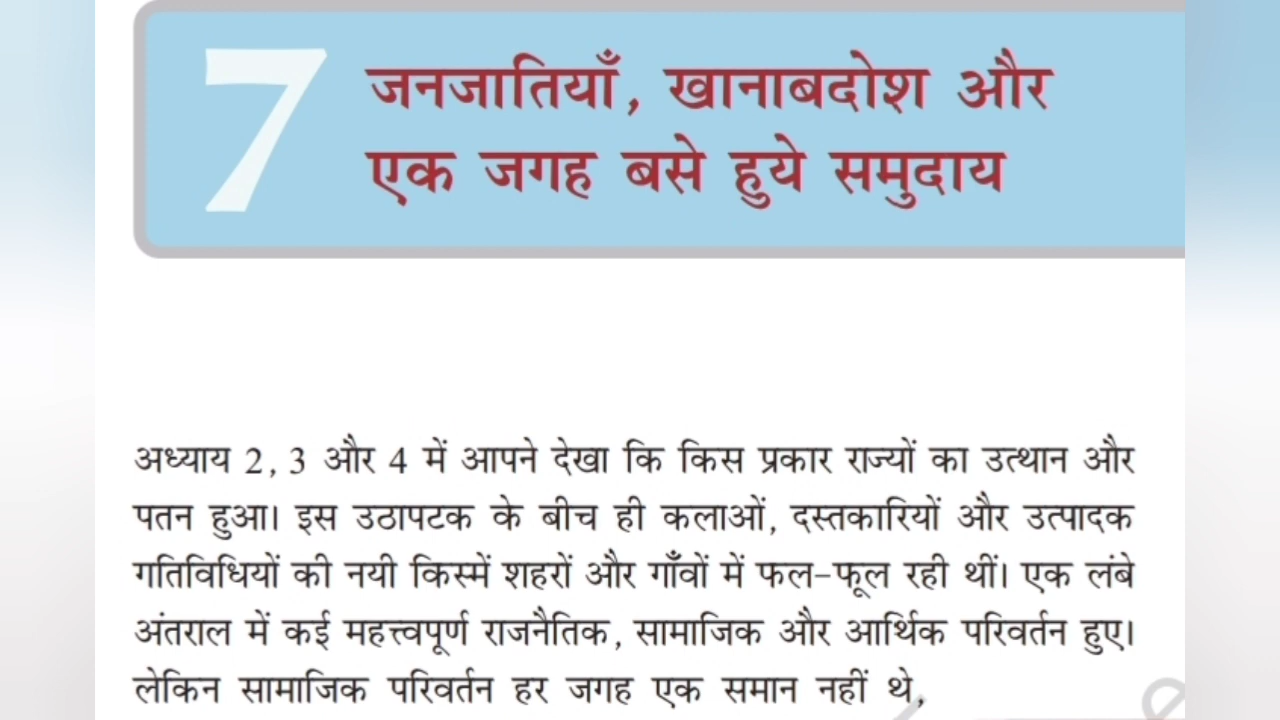 7
जनजातियाँ, खानाबदोश और
एक जगह बसे हुये समुदाय
अध्याय 2, 3 और 4 में आपने देखा कि किस प्रकार राज्यों का उत्थान और
पतन हुआ। इस उठापटक के बीच ही कलाओं, दस्तकारियों और उत्पादक
गतिविधियों की नयी किस्में शहरों और गाँवों में फल-फूल रही थीं। एक लंबे
अंतराल में कई महत्त्वपूर्ण राजनैतिक, सामाजिक और आर्थिक परिवर्तन हुए।
लेकिन सामाजिक परिवर्तन हर जगह एक समान नहीं थे,